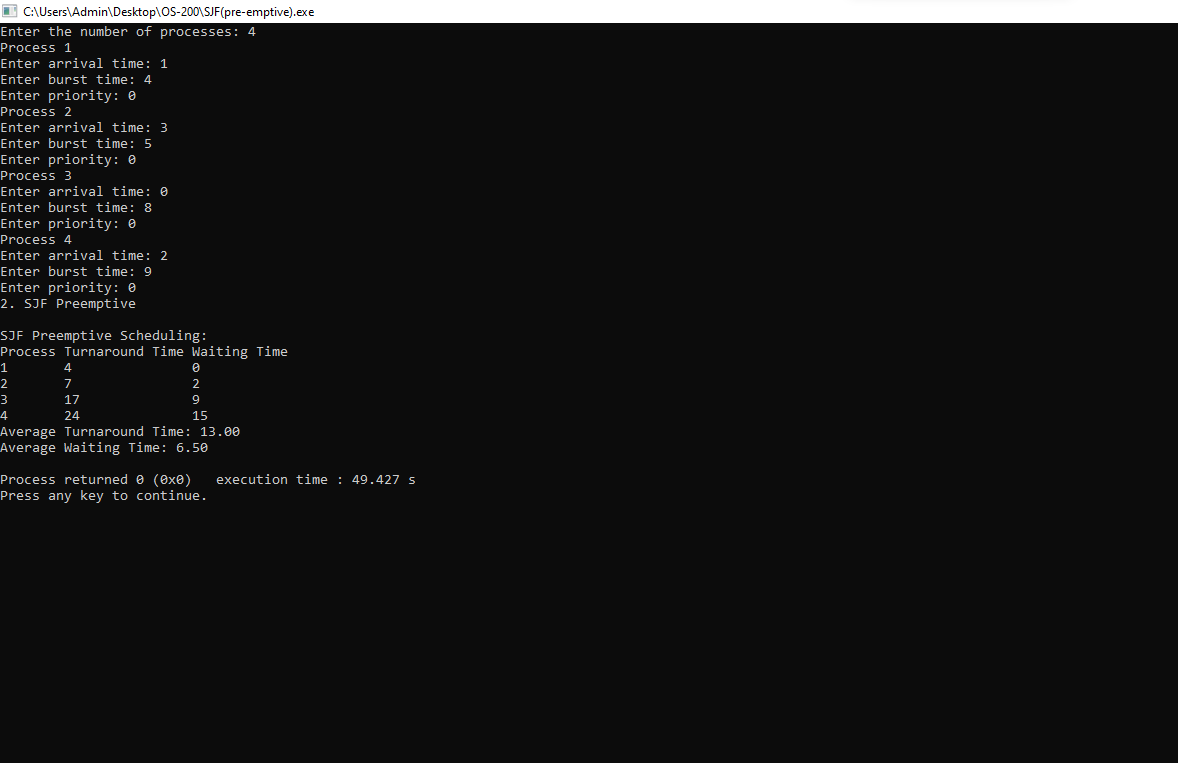 C:\Users\Admin\Desktop\OS-200\SJF(pre-emptive).exe
Enter the number of processes: 4
Process 1
Enter arrival time: 1
Enter burst time: 4
Enter priority: 0
Process 2
Enter arrival time: 3
Enter burst time: 5
Enter priority: 0
Process 3
Enter arrival time: 0
Enter burst time: 8
Enter priority: 0
Process 4
Enter arrival time: 2
Enter burst time: 9
Enter priority: 0
2. SJF Preemptive

SJF Preemptive Scheduling:
Process Turnaround Time Waiting Time
1       4               0
2       7               2
3       17              9
4       24              15
Average Turnaround Time: 13.00
Average Waiting Time: 6.50

Process returned 0 (0x0)   execution time : 49.427 s
Press any key to continue.